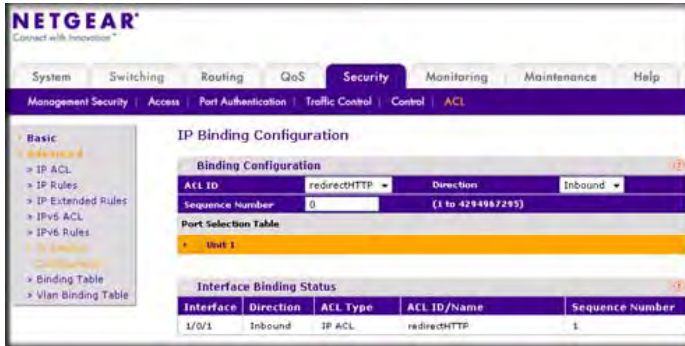 NETGEAR®
Connect with Innovation™
System Switching Routing QoS Security Monitoring Maintenance Help
Management Security | Access | Port Authentication | Traffic Control | Control | ACL
Basic
Advanced
» IP ACL
» IP Rules
» IP Extended Rules
» IPv6 ACL
» IPv6 Rules
» IP Binding
Configuration
» Binding Table
» Vlan Binding Table
IP Binding Configuration
Binding Configuration
ACL ID redirectHTTP Direction Inbound
Sequence Number 0 (1 to 4294967295)
Port Selection Table
Unit 1
Interface Binding Status
Interface Direction ACL Type ACL ID/Name Sequence Number
1/0/1 Inbound IP ACL redirectHTTP 1